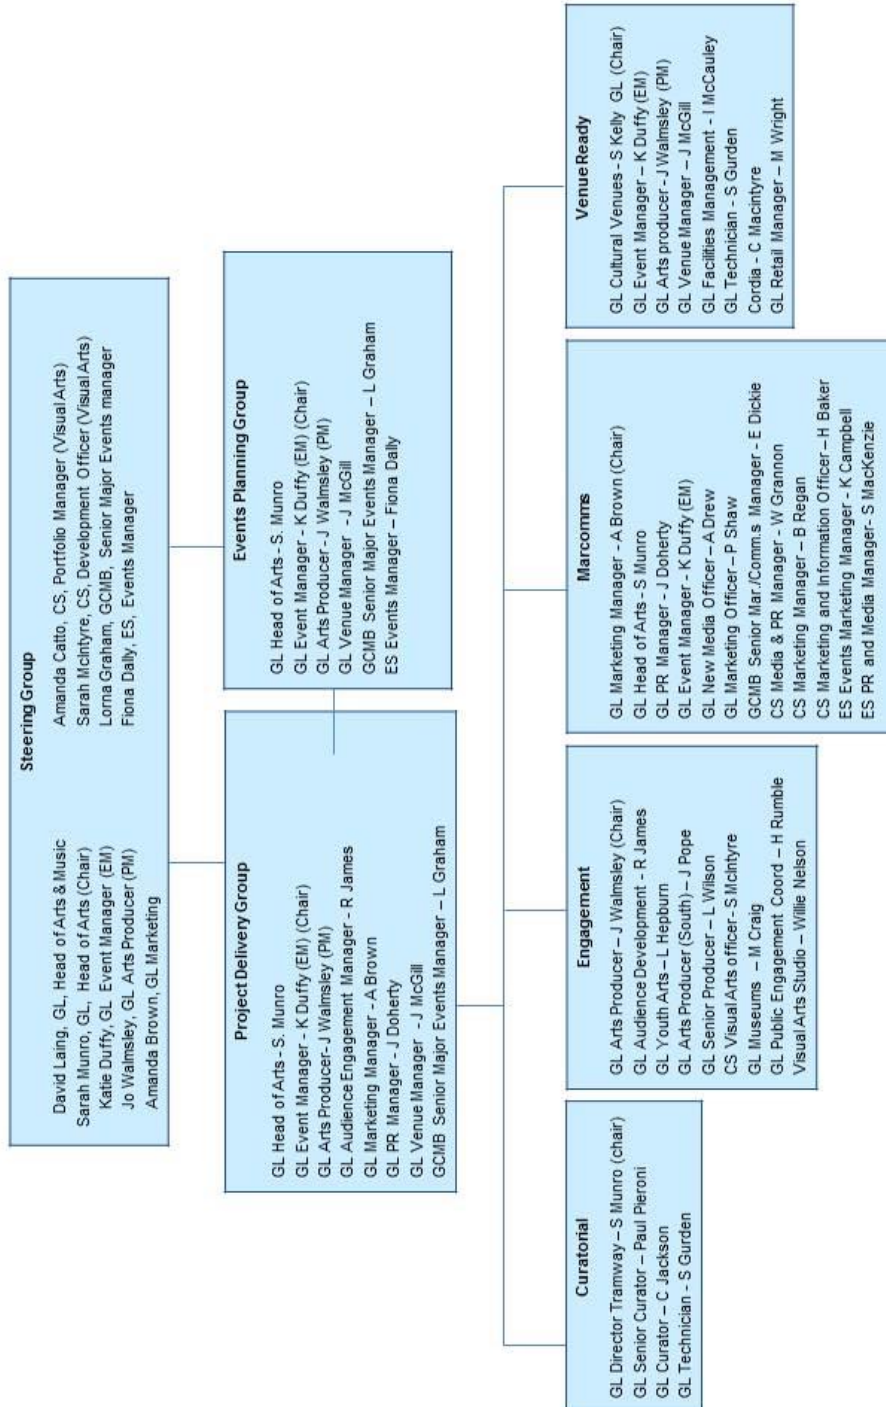 Steering Group
David Laing, GL, Head of Arts & Music
Sarah Munro, GL, Head of Arts (Chair)
Katie Duffy, GL Event Manager (EM)
Jo Walmsley, GL Arts Producer (PM)
Amanda Brown, GL Marketing
Amanda Catto, CS, Portfolio Manager (Visual Arts)
Sarah McIntyre, CS, Development Officer (Visual Arts)
Lorna Graham, GCMB, Senior Major Events manager
Fiona Dally, ES, Events Manager
Project Delivery Group
GL Head of Arts - S. Munro
GL Event Manager - K Duffy (EM) (Chair)
GL Arts Producer- J Walmsley (PM)
GL Audience Engagement Manager - R James
GL Marketing Manager - A Brown
GL PR Manager - J Doherty
GL Venue Manager - J McGill
GCMB Senior Major Events Manager – L Graham
Events Planning Group
GL Head of Arts - S. Munro
GL Event Manager - K Duffy (EM) (Chair)
GL Arts Producer - J Walmsley (PM)
GL Venue Manager - J McGill
GCMB Senior Major Events Manager – L Graham
ES Events Manager – Fiona Dally
Curatorial
GL Director Tramway – S Munro (chair)
GL Senior Curator – Paul Pieroni
GL Curator – C Jackson
GL Technician - S Gurden
Engagement
GL Arts Producer – J Walmsley (Chair)
GL Audience Development - R James
GL Youth Arts – L Hepburn
GL Arts Producer (South) – J Pope
GL Senior Producer – L Wilson
CS Visual Arts officer - S McIntyre
GL Museums – M Craig
GL Public Engagement Coord – H Rumble
Visual Arts Studio – Willie Nelson
Marcomms
GL Marketing Manager - A Brown (Chair)
GL Head of Arts - S Munro
GL PR Manager - J Doherty
GL Event Manager - K Duffy (EM)
GL New Media Officer – A Drew
GL Marketing Officer – P Shaw
GCMB Senior Mar /Comm.s Manager - E Dickie
CS Media & PR Manager - W Grannon
CS Marketing Manager – B Regan
CS Marketing and Information Officer – H Baker
ES Events Marketing Manager - K Campbell
ES PR and Media Manager- S MacKenzie
Venue Ready
GL Cultural Venues - S Kelly GL (Chair)
GL Event Manager – K Duffy (EM)
GL Arts producer - J Walmsley (PM)
GL Venue Manager – J McGill
GL Facilities Management - I McCauley
GL Technician - S Gurden
Cordia - C Macintyre
GL Retail Manager – M Wright